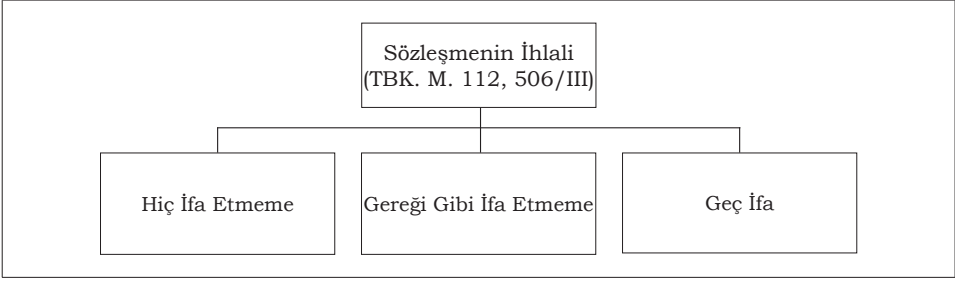 Sözleşmenin İhlali
(TBK. M. 112, 506/III)
Hiç İfa Etmeme
Gereği Gibi İfa Etmeme
Geç İfa